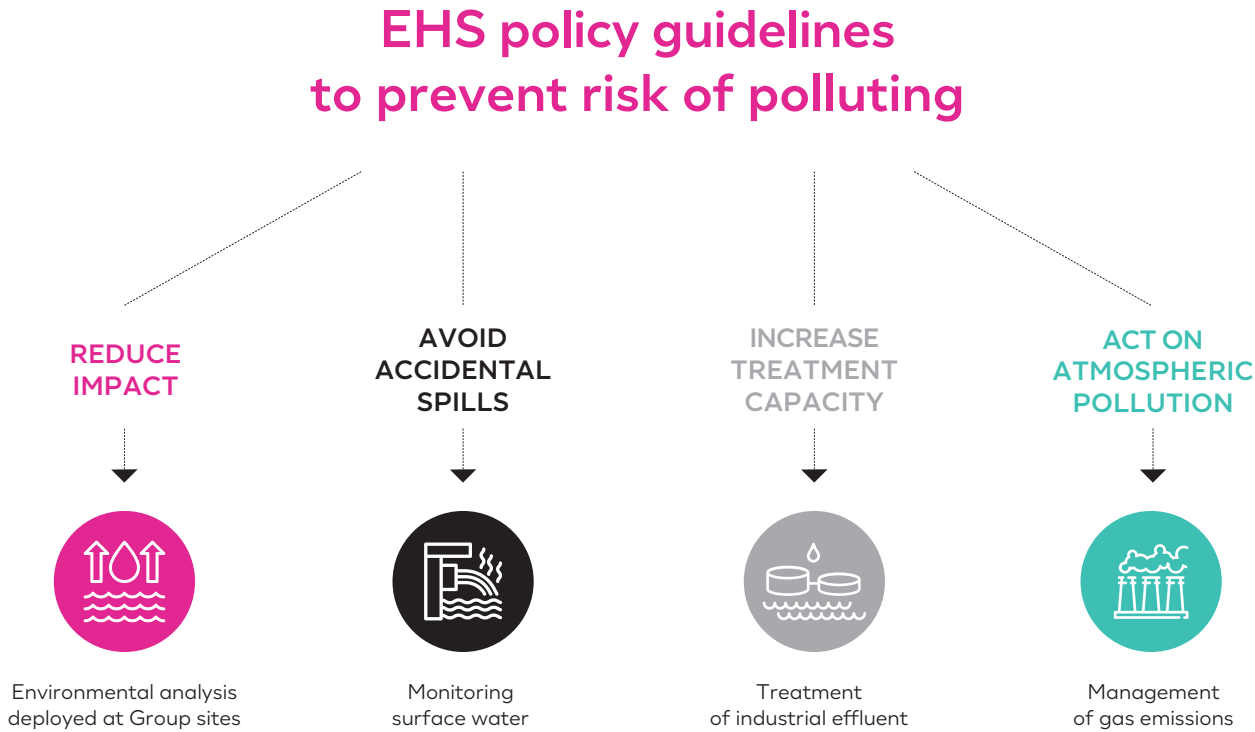 EHS policy guidelines
to prevent risk of polluting
REDUCE
IMPACT
AVOID
ACCIDENTAL
SPILLS
INCREASE
TREATMENT
CAPACITY
ACT ON
ATMOSPHERIC
POLLUTION
Environmental analysis
deployed at Group sites
Monitoring
surface water
Treatment
of industrial effluent
Management
of gas emissions